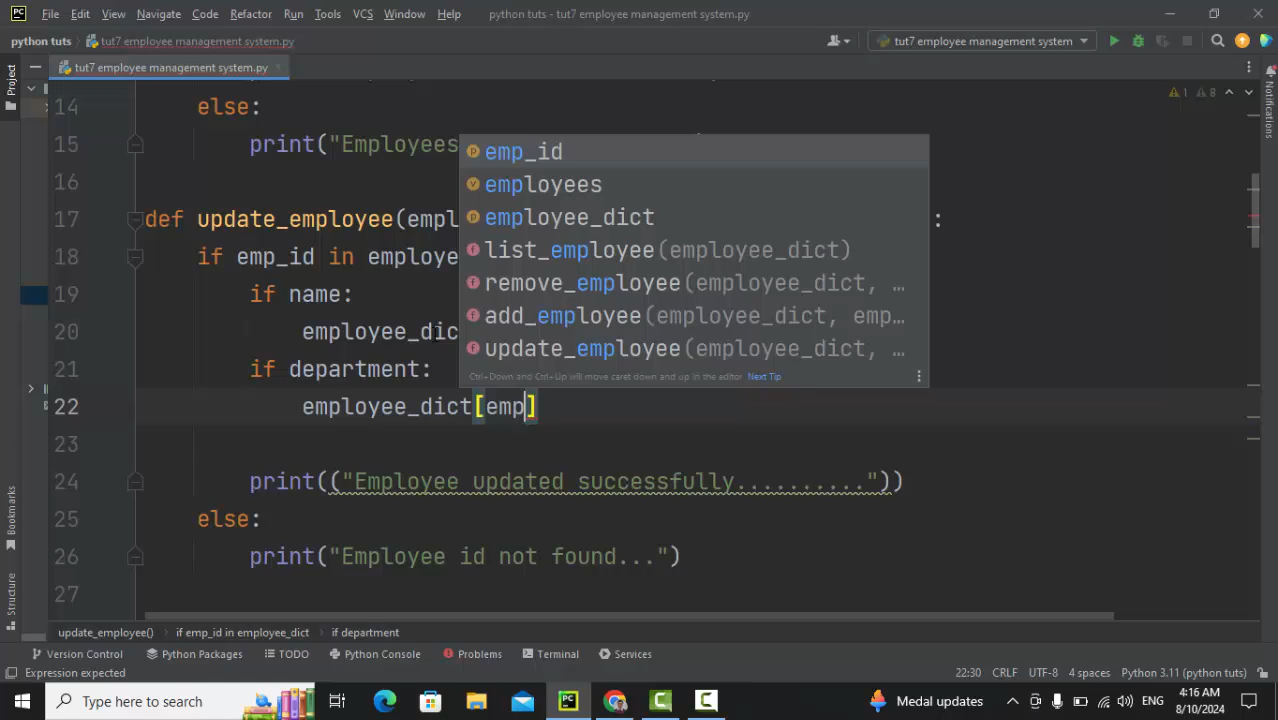 PC File Edit View Navigate Code Refactor Run Tools VCS Window Help python tuts - tut7 employee management system.py
python tuts tut7 employee management system.py tut7 employee management system
Project tut7 employee management system.py Notifications
1 8
14 else:
15 print("Employees
16
17 def update_employee(empl :
18 if emp_id in employe
19 if name:
20 employee_dic
21 if department:
22 employee_dict[emp]
23
24 print(("Employee updated successfully.........."))
25 else:
26 print("Employee id not found...")
27
emp_id
employees
employee_dict
list_employee(employee_dict)
remove_employee(employee_dict, …
add_employee(employee_dict, emp…
update_employee(employee_dict, …
Ctrl+Down and Ctrl+Up will move caret down and up in the editor Next Tip
Bookmarks
Structure
update_employee() if emp_id in employee_dict if department
Version Control Python Packages TODO Python Console Problems Terminal Services
Expression expected 22:30 CRLF UTF-8 4 spaces Python 3.11 (python tuts)
Type here to search Medal updates ENG 4:16 AM 8/10/2024